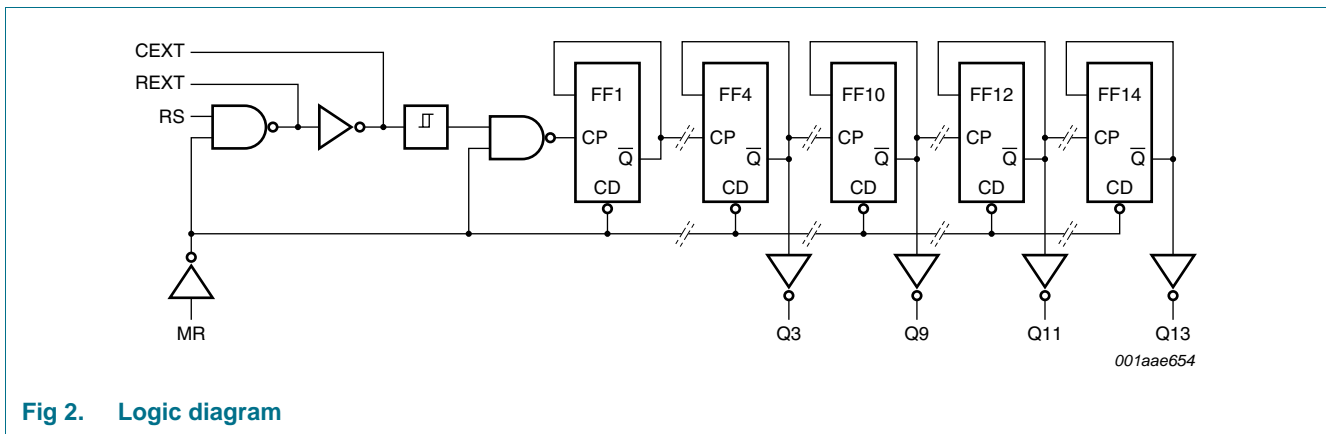 CEXT
REXT
RS
FF1
FF4
FF10
FF12
FF14
CP
CP
CP
CP
CP
Q
Q
Q
Q
Q
CD
CD
CD
CD
CD
MR
Q3
Q9
Q11
Q13
001aae654
Fig 2. Logic diagram